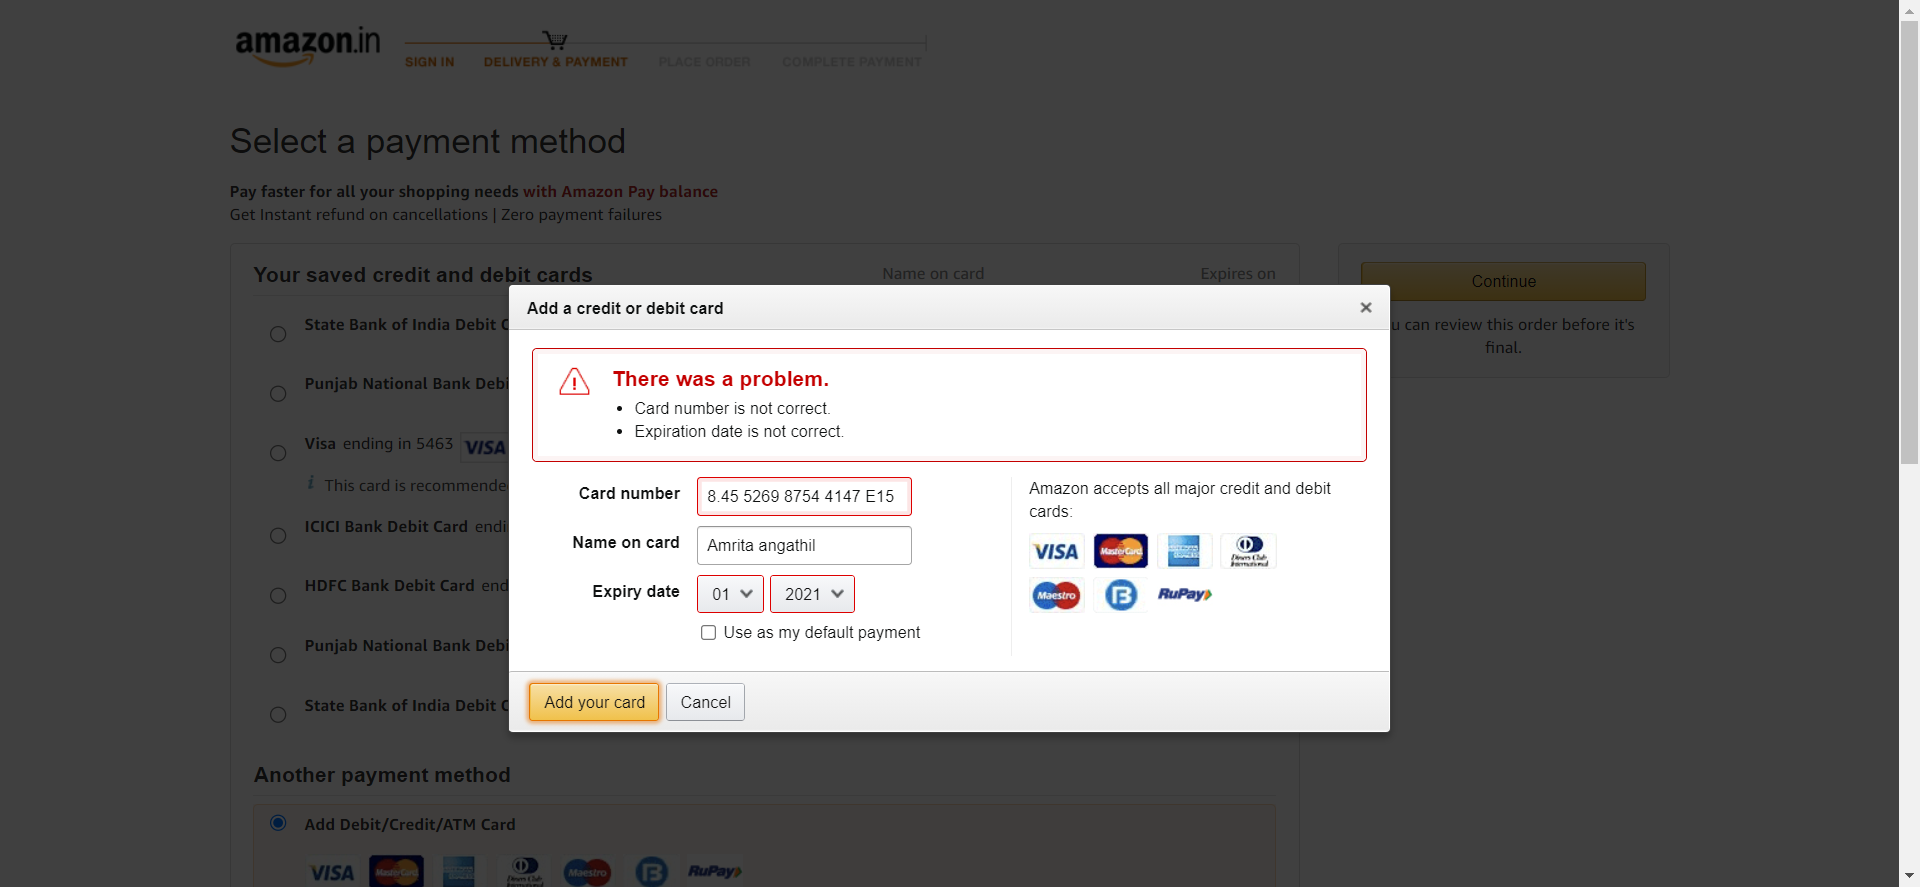 amazon.in
SIGN IN DELIVERY & PAYMENT PLACE ORDER COMPLETE PAYMENT
Select a payment method
Pay faster for all your shopping needs with Amazon Pay balance
Get Instant refund on cancellations | Zero payment failures
Your saved credit and debit cards Name on card Expires on
Continue
Add a credit or debit card
State Bank of India Debit
can review this order before it's
final.
There was a problem.
Punjab National Bank
Card number is not correct.
Expiration date is not correct.
Visa ending in 5463 VISA
This card is
Card number 8.45 5269 8754 4147 E15
Amazon accepts all major credit and debit
cards:
ICICI Bank Debit Card
Name on card Amrita angathil
VISA MasterCard Diners Club International
HDFC Bank Debit Card
Expiry date 01 2021
Maestro RuPay
Use as my default payment
Punjab National Bank
State Bank of India Debit
Add your card Cancel
Another payment method
Add Debit/Credit/ATM Card
VISA MasterCard Diners Club Maestro RuPay